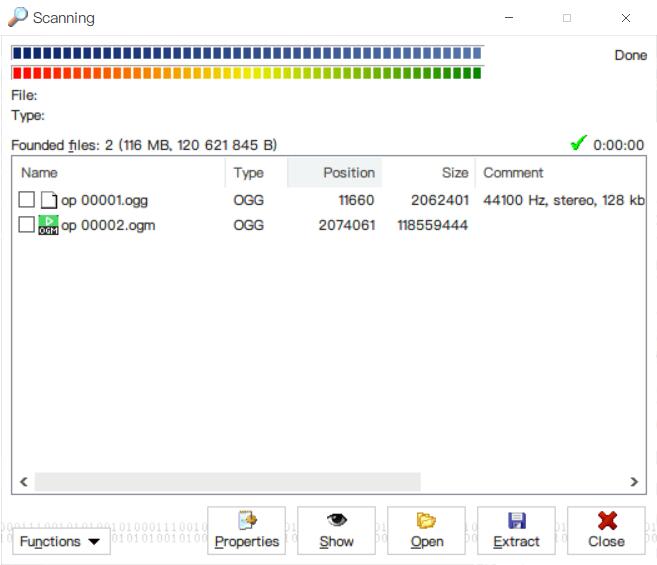 Scanning
Done
File:
Type:
Founded files: 2 (116 MB, 120 621 845 B)
0:00:00
Name Type Position Size Comment
op 00001.ogg OGG 11660 2062401 44100 Hz, stereo, 128 kb
OGM op 00002.ogm OGG 2074061 118559444
Functions Properties Show Open Extract Close